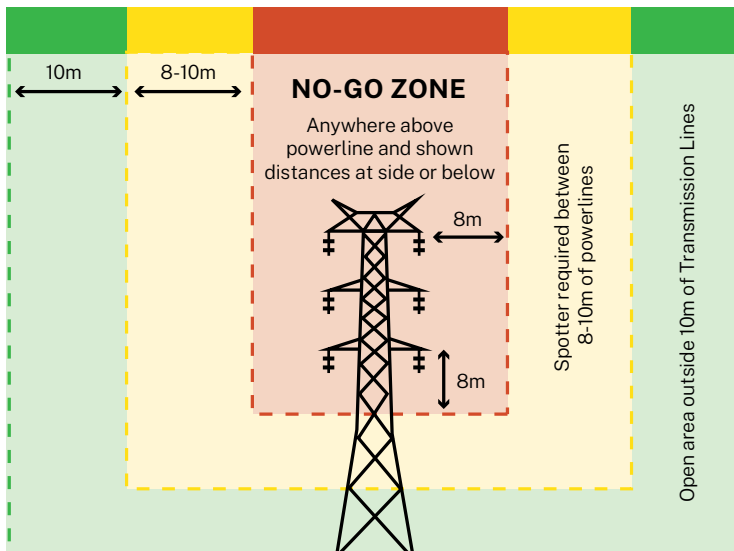 10m
8-10m
NO-GO ZONE
Anywhere above
powerline and shown
distances at side or below
8m
8m
Spotter required between
8-10m of powerlines
Open area outside 10m of Transmission Lines